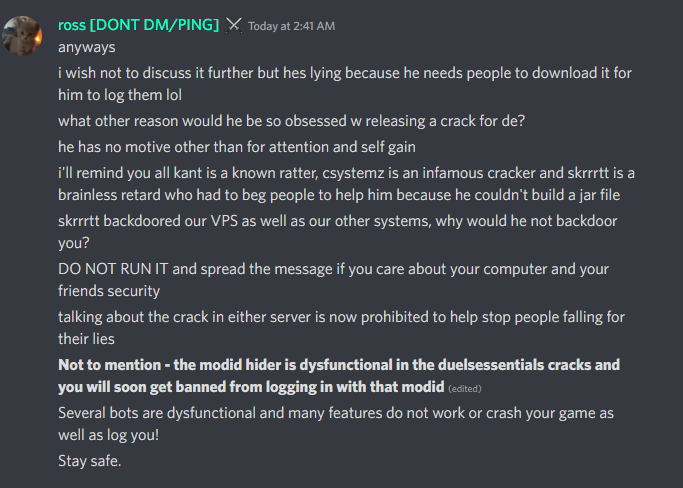 ross [DONT DM/PING] Today at 2:41 AM
anyways
i wish not to discuss it further but hes lying because he needs people to download it for
him to log them lol
what other reason would he be so obsessed w releasing a crack for de?
he has no motive other than for attention and self gain
i'll remind you all kant is a known ratter, csystemz is an infamous cracker and skrrrtt is a
brainless retard who had to beg people to help him because he couldn't build a jar file
skrrrtt backdoored our VPS as well as our other systems, why would he not backdoor
you?
DO NOT RUN IT and spread the message if you care about your computer and your
friends security
talking about the crack in either server is now prohibited to help stop people falling for
their lies
Not to mention - the modid hider is dysfunctional in the duelsessentials cracks and
you will soon get banned from logging in with that modid (edited)
Several bots are dysfunctional and many features do not work or crash your game as
well as log you!
Stay safe.